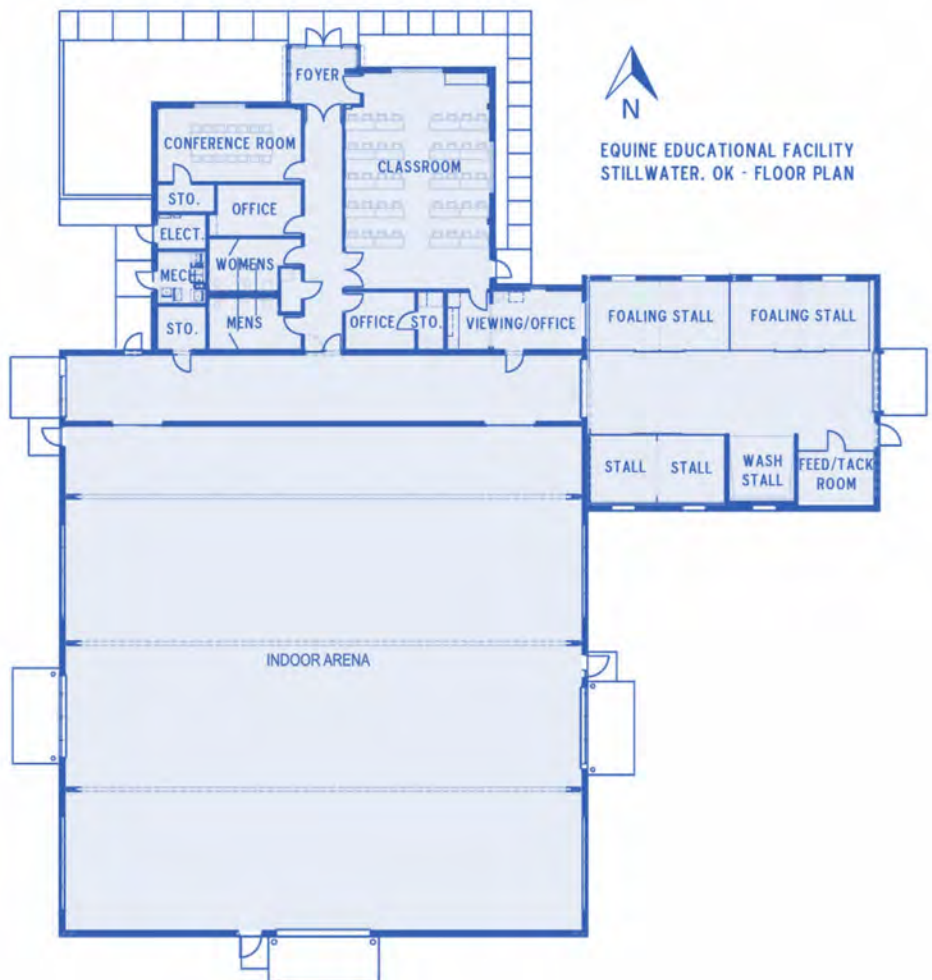 FOYER
N
EQUINE EDUCATIONAL FACILITY
STILLWATER, OK - FLOOR PLAN
CONFERENCE ROOM
CLASSROOM
STO.
OFFICE
ELECT.
WOMENS
MECH
STO.
MENS
OFFICE
STO.
VIEWING/OFFICE
FOALING STALL
FOALING STALL
STALL
STALL
WASH
STALL
FEED/TACK
ROOM
INDOOR ARENA